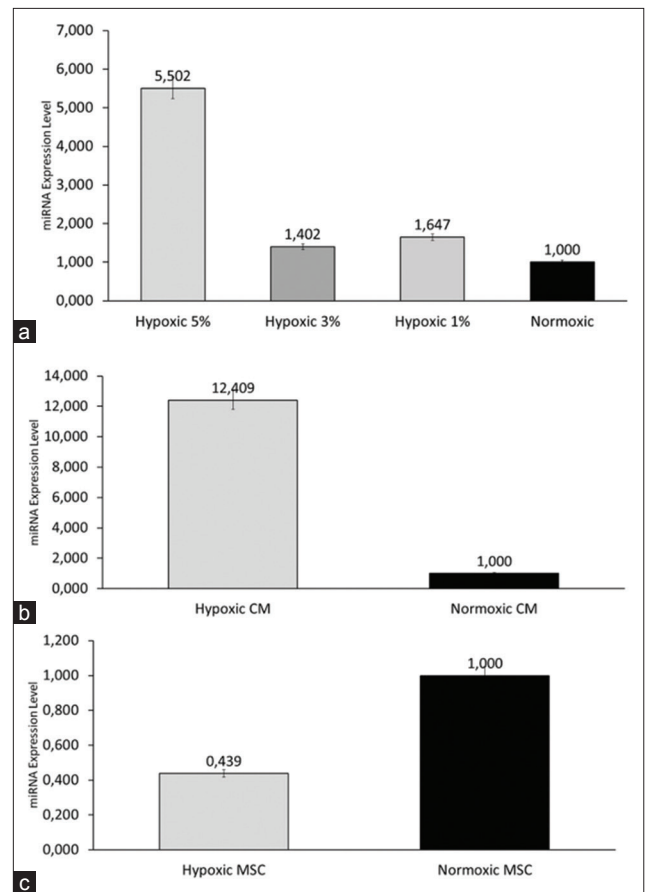 7,000
6,000
5,000
4,000
3,000
2,000
1,000
0,000
miRNA Expression Level
5,502
1,402
1,647
1,000
Hypoxic 5%
Hypoxic 3%
Hypoxic 1%
Normoxic
a
14,000
12,000
10,000
8,000
6,000
4,000
2,000
0,000
miRNA Expression Level
12,409
1,000
Hypoxic CM
Normoxic CM
b
1,200
1,000
0,800
0,600
0,400
0,200
0,000
miRNA Expression Level
0,439
1,000
Hypoxic MSC
Normoxic MSC
c